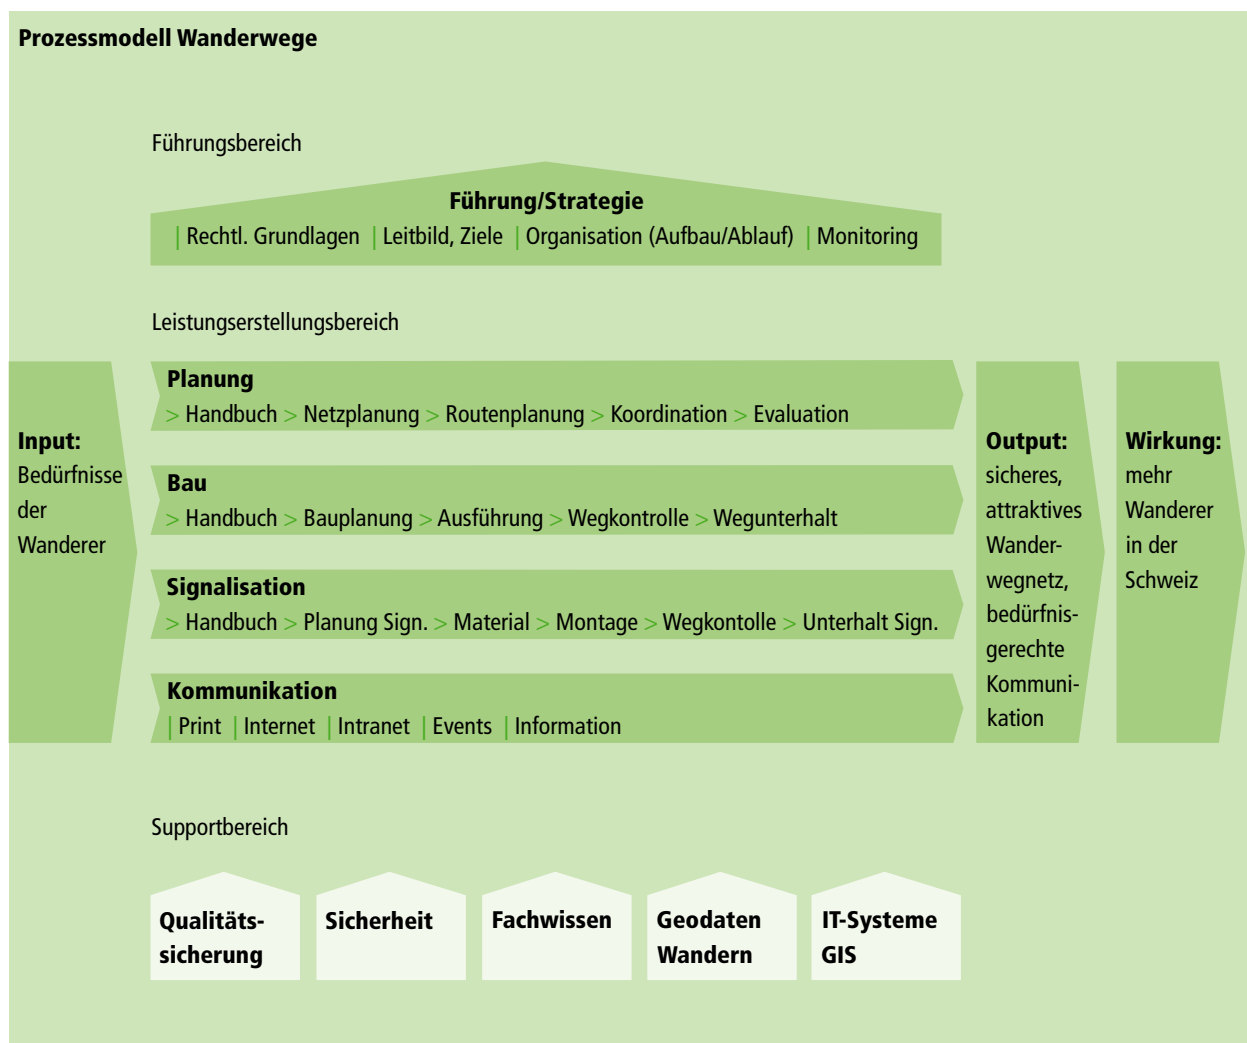 Prozessmodell Wanderwege
Führungsbereich
Führung/Strategie
| Rechtl. Grundlagen | Leitbild, Ziele | Organisation (Aufbau/Ablauf) | Monitoring
Leistungserstellungsbereich
Input:
Bedürfnisse
der
Wanderer
Planung
> Handbuch > Netzplanung > Routenplanung > Koordination > Evaluation
Bau
> Handbuch > Bauplanung > Ausführung > Wegkontrolle > Wegunterhalt
Signalisation
> Handbuch > Planung Sign. > Material > Montage > Wegkontolle > Unterhalt Sign.
Kommunikation
| Print | Internet | Intranet | Events | Information
Output:
sicheres,
attraktives
Wander-
wegnetz,
bedürfnis-
gerechte
Kommuni-
kation
Wirkung:
mehr
Wanderer
in der
Schweiz
Supportbereich
Qualitäts-
sicherung
Sicherheit
Fachwissen
Geodaten
Wandern
IT-Systeme
GIS